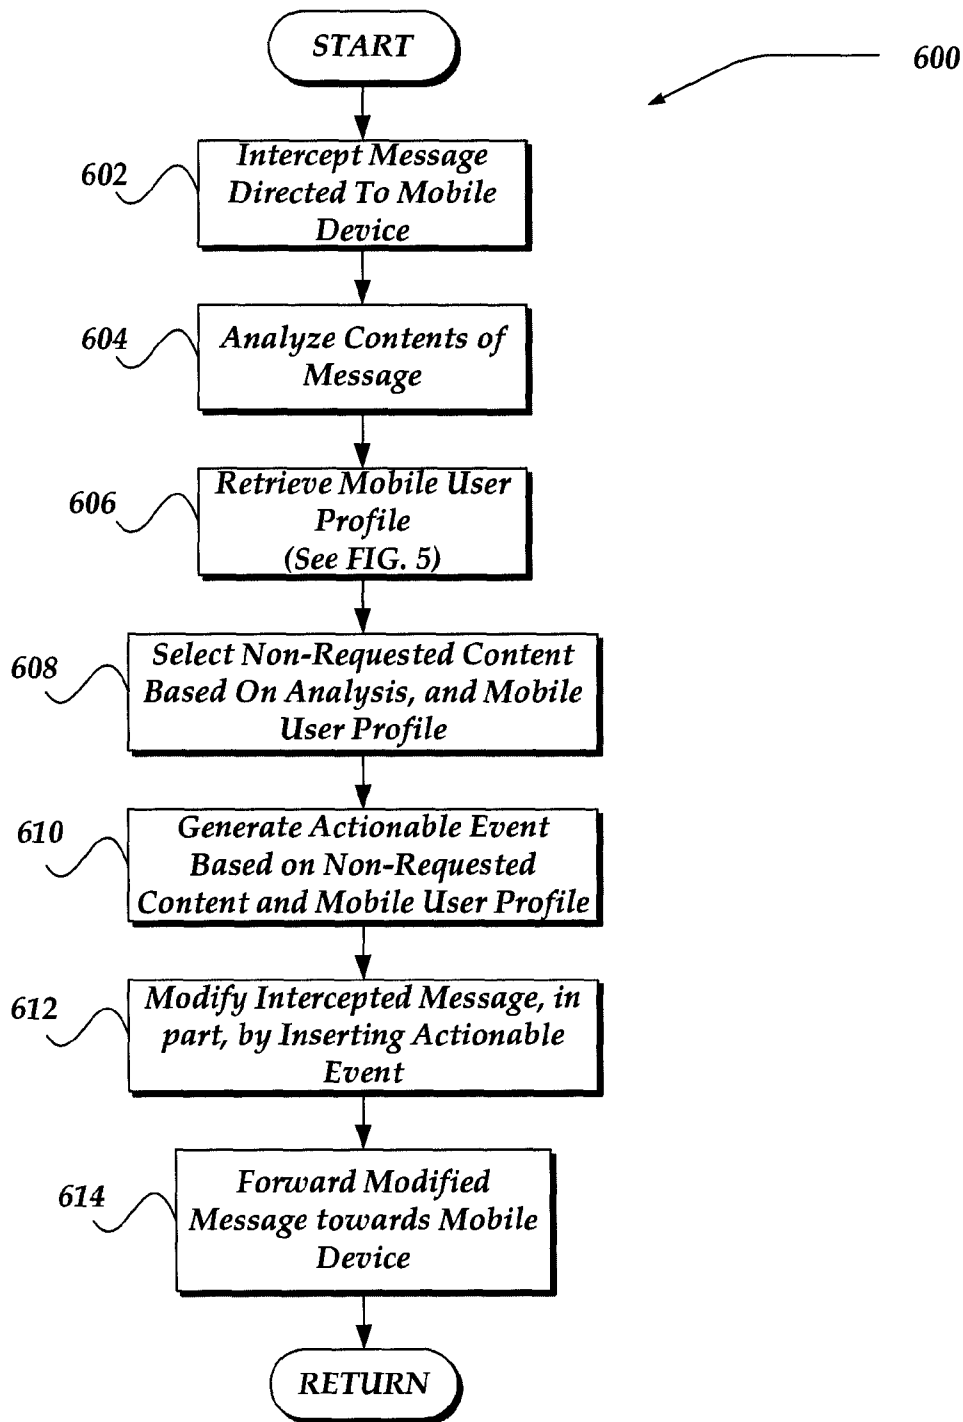 START
600
602
Intercept Message
Directed To Mobile
Device
604
Analyze Contents of
Message
606
Retrieve Mobile User
Profile
(See FIG. 5)
608
Select Non-Requested Content
Based On Analysis, and Mobile
User Profile
610
Generate Actionable Event
Based on Non-Requested
Content and Mobile User Profile
612
Modify Intercepted Message, in
part, by Inserting Actionable
Event
614
Forward Modified
Message towards Mobile
Device
RETURN